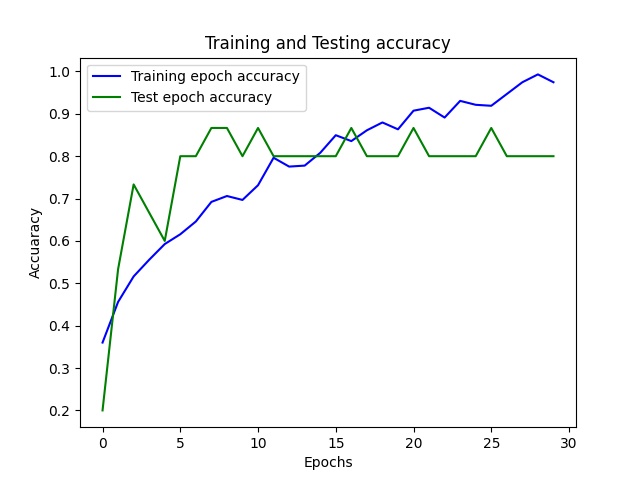 Training and Testing accuracy
Training epoch accuracy
Test epoch accuracy
1.0
0.9
0.8
0.7
0.6
0.5
0.4
0.3
0.2
Accuaracy
0 5 10 15 20 25 30
Epochs